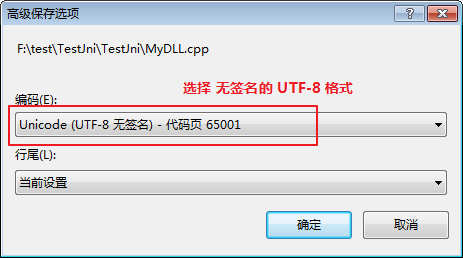 高级保存选项
F:\test\TestJni\TestJni\MyDLL.cpp
选择 无签名的 UTF-8 格式
编码(E):
Unicode (UTF-8 无签名) - 代码页 65001
行尾(L):
当前设置
确定
取消